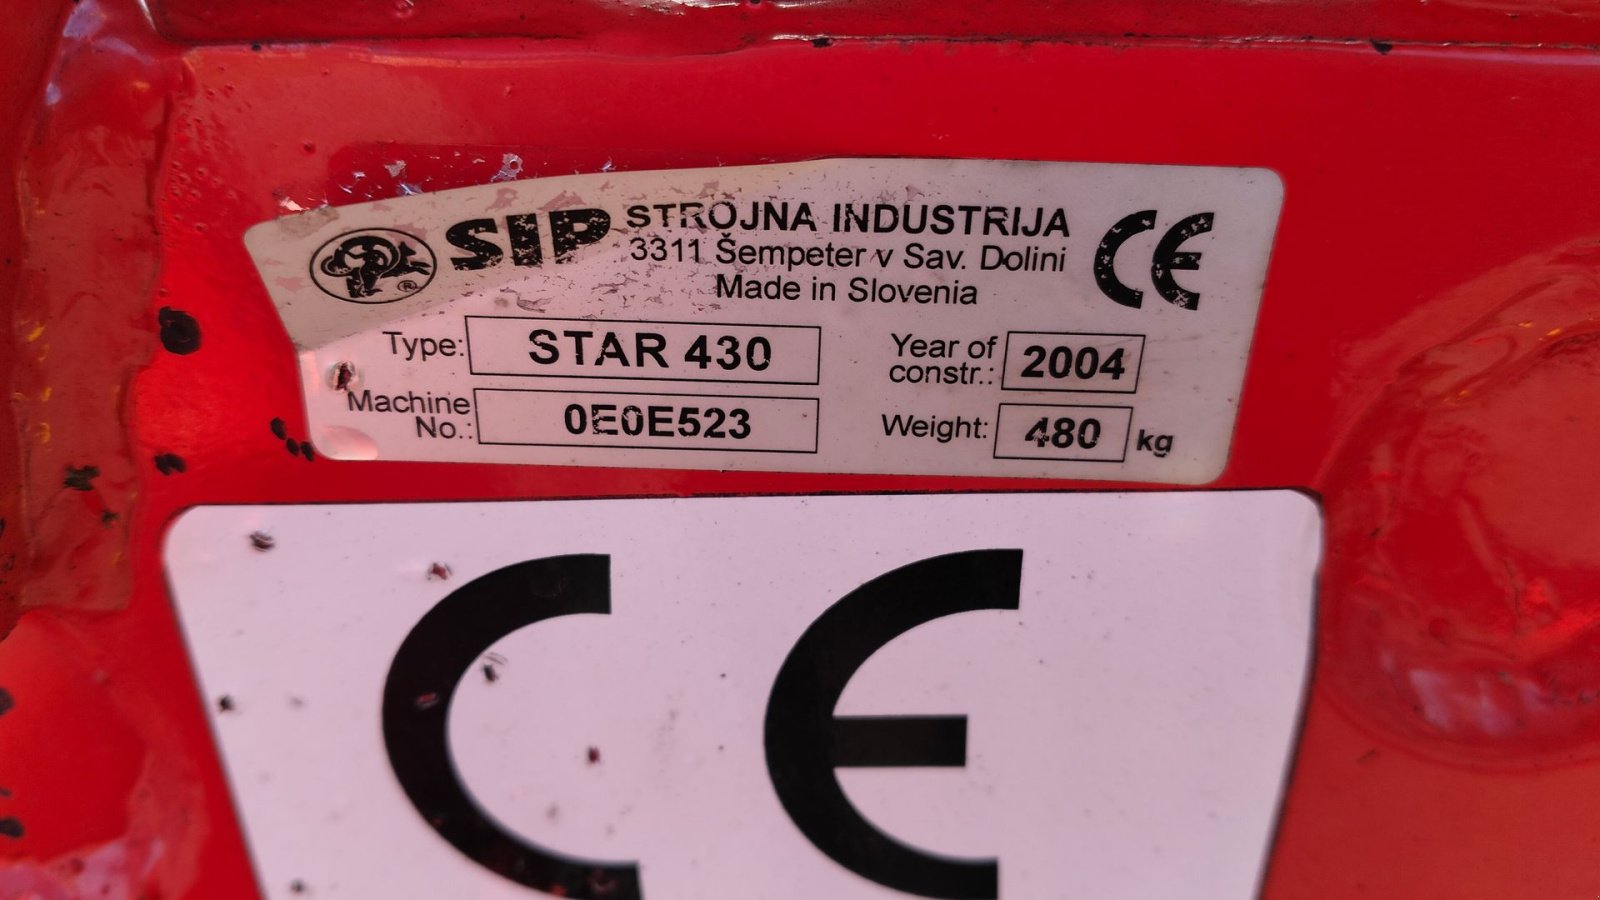 SIP STROJNA INDUSTRIJA CE
3311 Šempeter v Sav. Dolini
Made in Slovenia
®
Type: STAR 430
Year of constr.: 2004
Machine No.: 0E0E523
Weight: 480 kg
CE